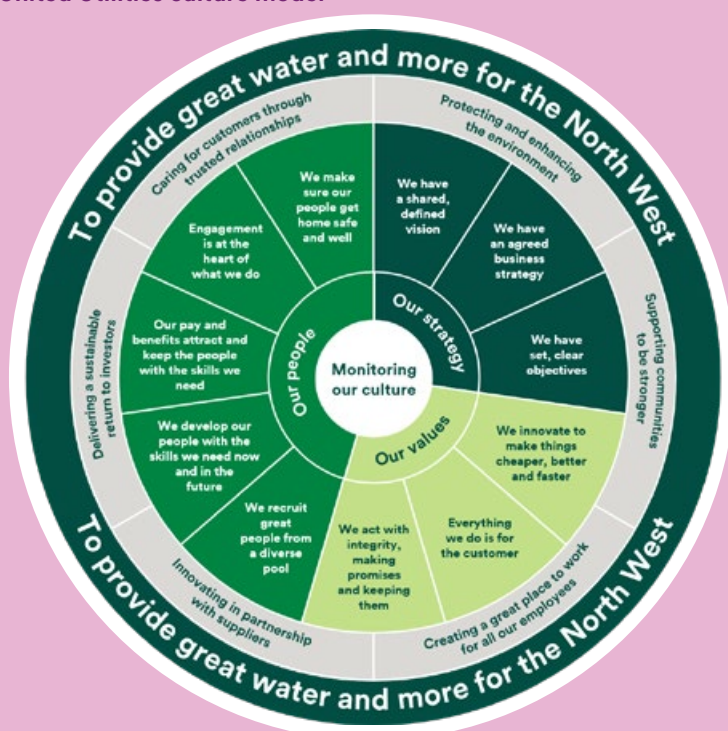 United Utilities culture model
To provide great water and more for the North West
Caring for customers through
trusted relationships
Protecting and enhancing
the environment
Supporting communities
to be stronger
Creating a great place to work
for all our employees
Innovating in partnership
with suppliers
Delivering a sustainable
return to investors
We make
sure our
people get
home safe
and well
Engagement
is at the
heart of
what we do
Our pay and
benefits attract and
keep the people
with the skills we
need
We develop our
people with the
skills we need now
and in the
future
We recruit
great
people from
a diverse
pool
Our people
We have
a shared,
defined
vision
We have
an agreed
business
strategy
We have
set, clear
objectives
Our strategy
We innovate to
make things
cheaper, better
and faster
Everything
we do is for
the customer
We act with
integrity,
making
promises
and keeping
them
Our values
Monitoring
our culture
To provide great water and more for the North West